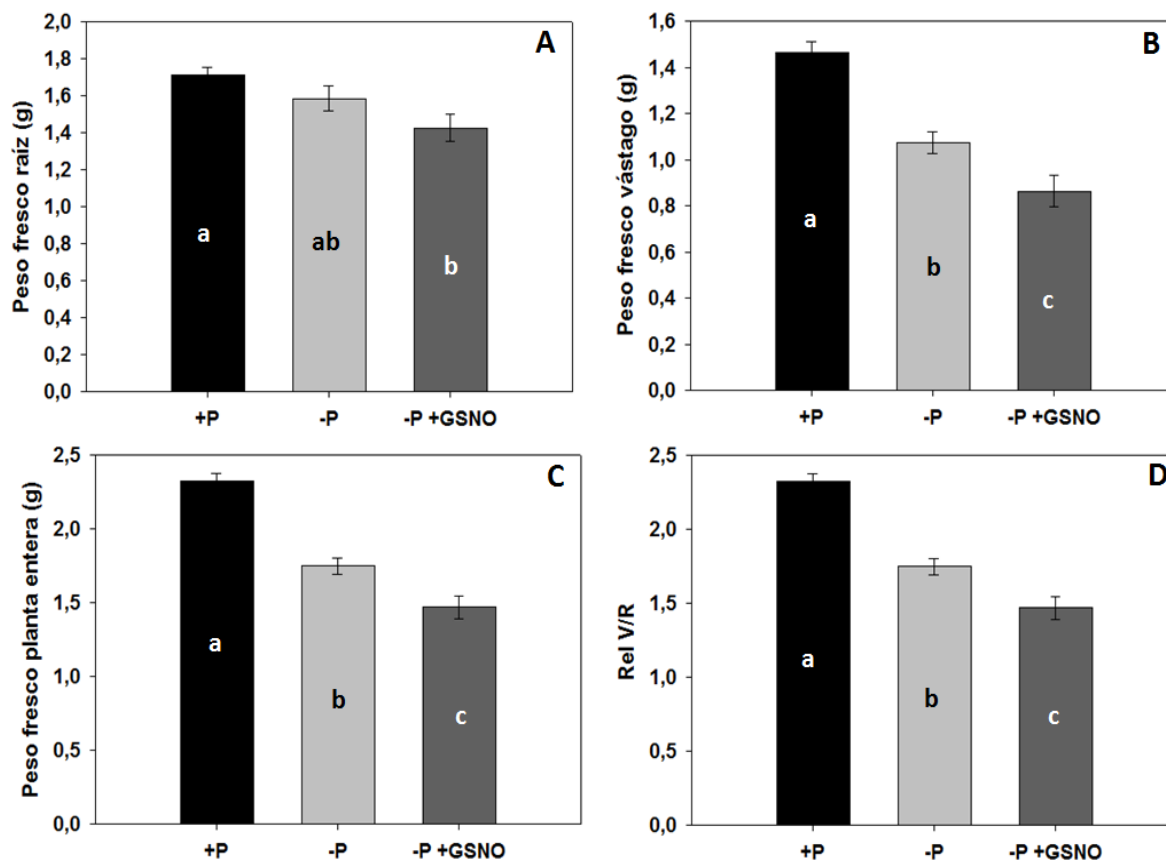 A
Peso fresco raíz (g)
2,0
1,8
1,6
1,4
1,2
1,0
0,8
0,6
0,4
0,2
0,0
a
ab
b
+P
-P
-P +GSNO
B
Peso fresco vástago (g)
1,6
1,4
1,2
1,0
0,8
0,6
0,4
0,2
0,0
a
b
c
+P
-P
-P +GSNO
C
Peso fresco planta entera (g)
2,5
2,0
1,5
1,0
0,5
0,0
a
b
c
+P
-P
-P +GSNO
D
Rel V/R
2,5
2,0
1,5
1,0
0,5
0,0
a
b
c
+P
-P
-P +GSNO